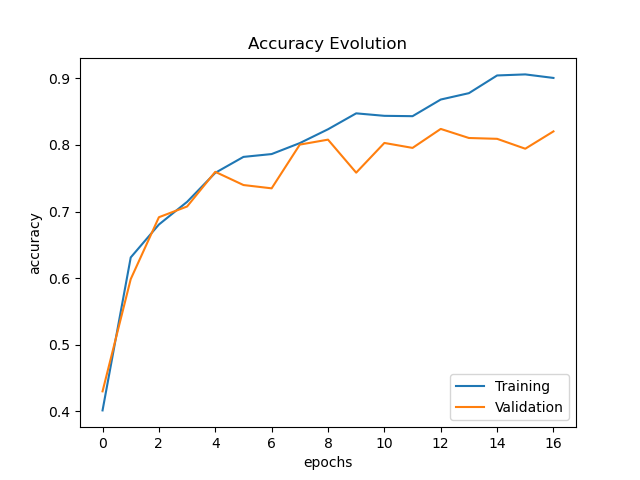 Accuracy Evolution
accuracy
0.9
0.8
0.7
0.6
0.5
0.4
0 2 4 6 8 10 12 14 16
epochs
Training
Validation